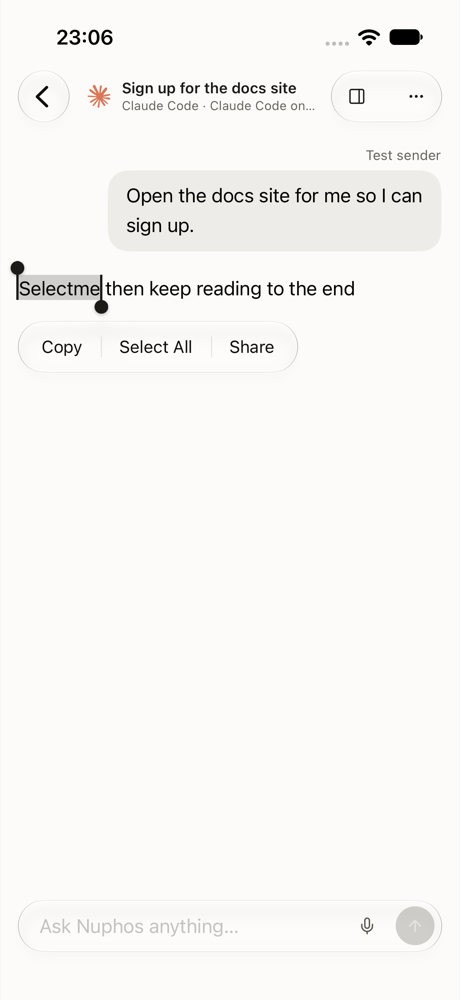 23:06
Sign up for the docs site
Claude Code · Claude Code on...
Test sender
Open the docs site for me so I can
sign up.
Selectme then keep reading to the end
Copy
Select All
Share
Ask Nuphos anything...